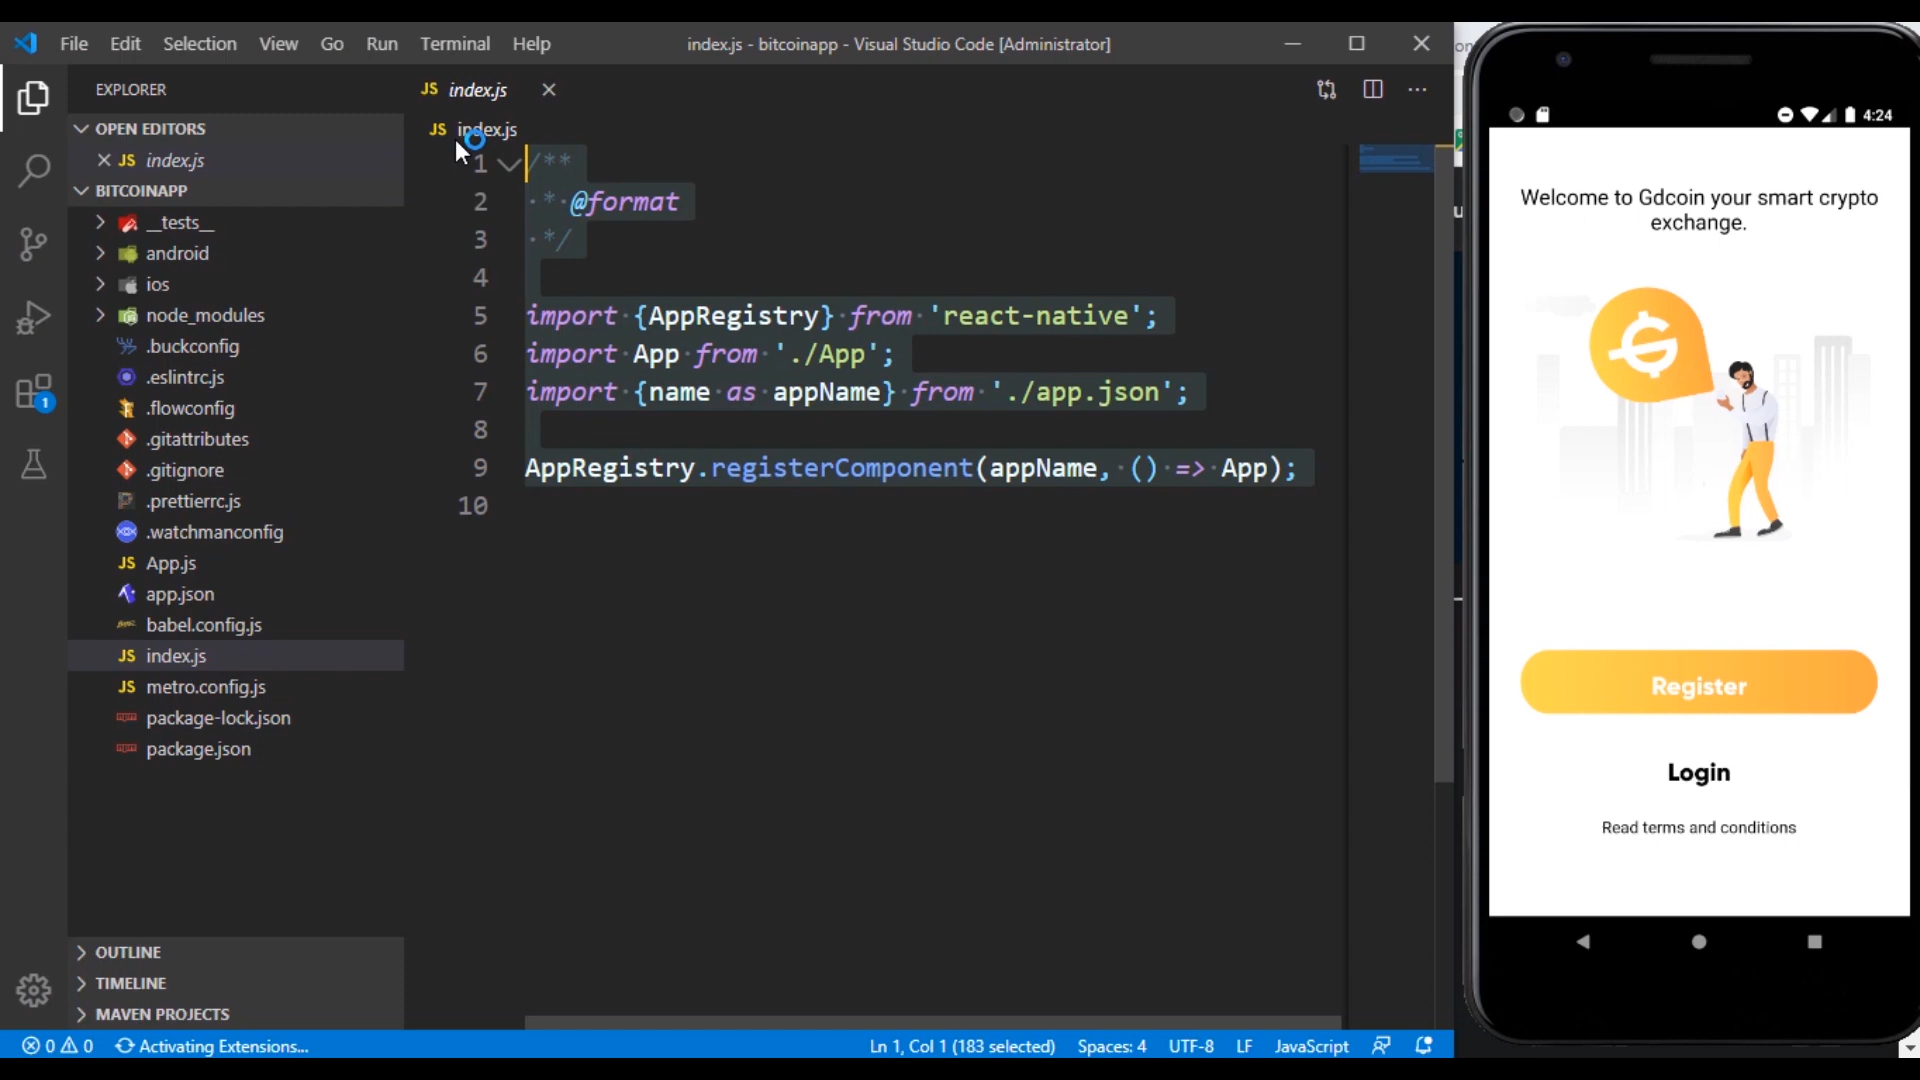 File Edit Selection View Go Run Terminal Help
index.js - bitcoinapp - Visual Studio Code [Administrator]
EXPLORER
OPEN EDITORS
JS index.js
BITCOINAPP
__tests__
android
ios
node_modules
.buckconfig
.eslintrc.js
.flowconfig
.gitattributes
.gitignore
.prettierrc.js
.watchmanconfig
JS App.js
app.json
babel.config.js
JS index.js
JS metro.config.js
package-lock.json
package.json
OUTLINE
TIMELINE
MAVEN PROJECTS
1
JS index.js
JS index.js
1 /**
2 * @format
3 */
4
5 import {AppRegistry} from 'react-native';
6 import App from './App';
7 import {name as appName} from './app.json';
8
9 AppRegistry.registerComponent(appName, () => App);
10
0 0 Activating Extensions...
Ln 1, Col 1 (183 selected) Spaces: 4 UTF-8 LF JavaScript
4:24
Welcome to Gdcoin your smart crypto
exchange.
Register
Login
Read terms and conditions